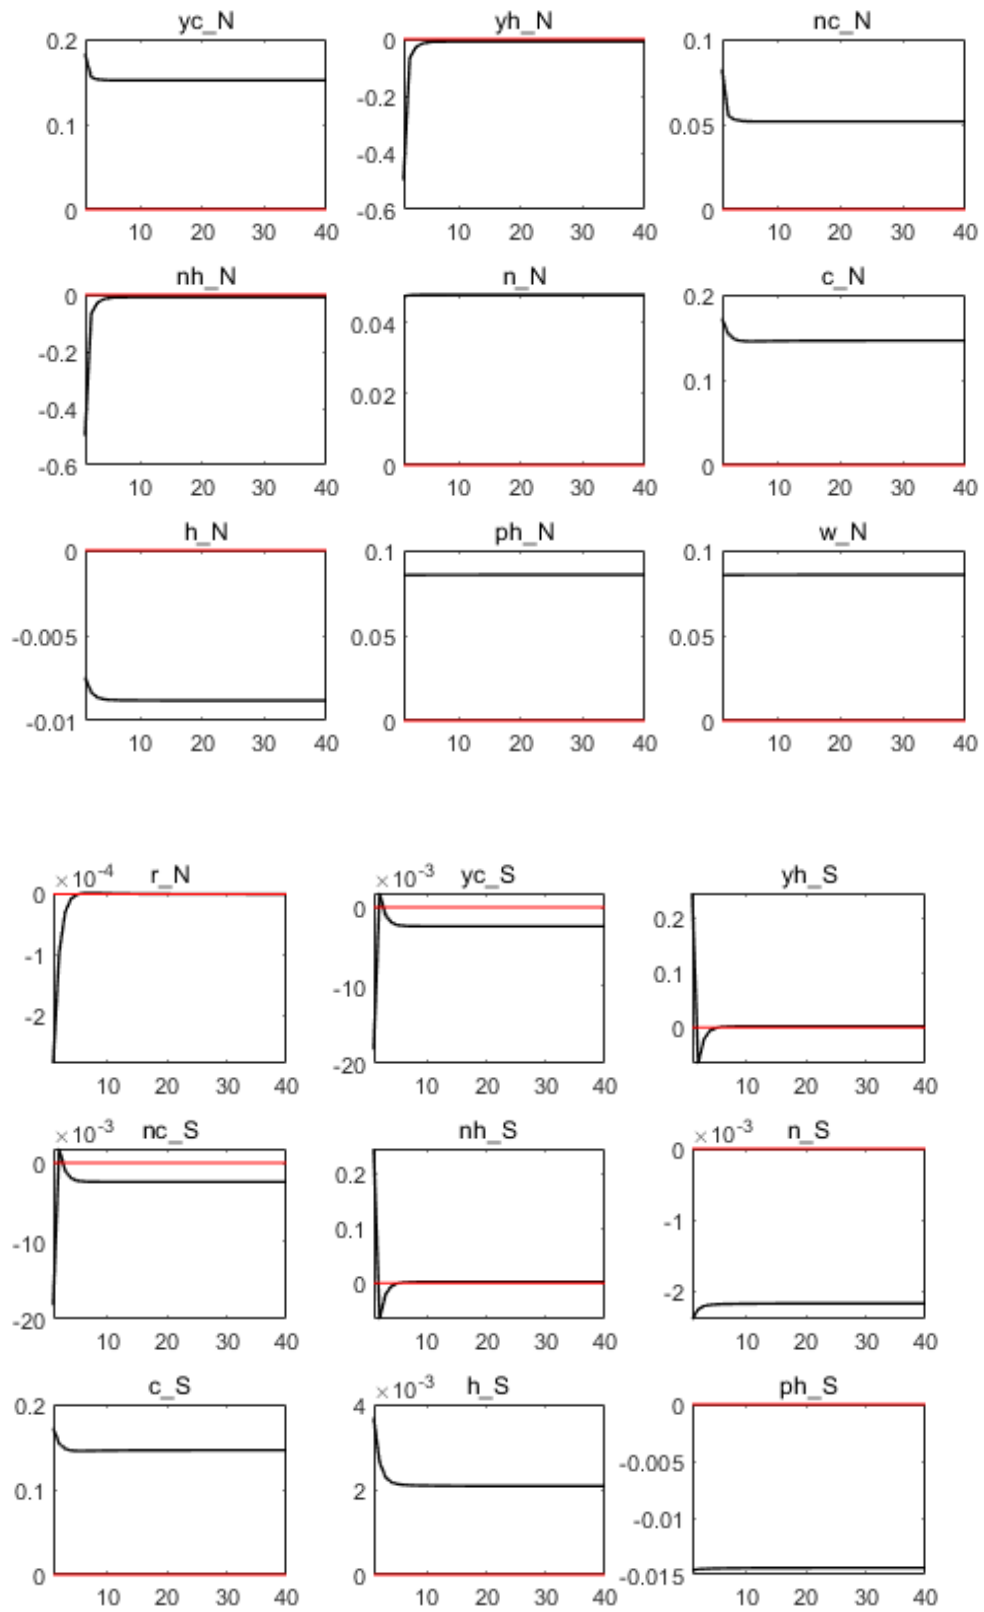 yc_N yh_N nc_N
0.2 0 0.1
-0.2
0.1 0.05
-0.4
0 -0.6 0
10 20 30 40 10 20 30 40 10 20 30 40
nh_N n_N c_N
0 0.2
0.04
-0.2
0.1
0.02
-0.4
-0.6 0 0
10 20 30 40 10 20 30 40 10 20 30 40
h_N ph_N w_N
0 0.1 0.1
-0.005 0.05 0.05
-0.01 0 0
10 20 30 40 10 20 30 40 10 20 30 40
×10-4 r_N ×10-3 yc_S yh_S
0 0 0.2
-1 0.1
-10
-2 0
-20
10 20 30 40 10 20 30 40 10 20 30 40
×10-3 nc_S nh_S ×10-3 n_S
0 0.2 0
-1
-10 0.1
0 -2
-20
10 20 30 40 10 20 30 40 10 20 30 40
c_S ×10-3 h_S ph_S
0.2 4 0
-0.005
0.1 2
-0.01
0 0 -0.015
10 20 30 40 10 20 30 40 10 20 30 40